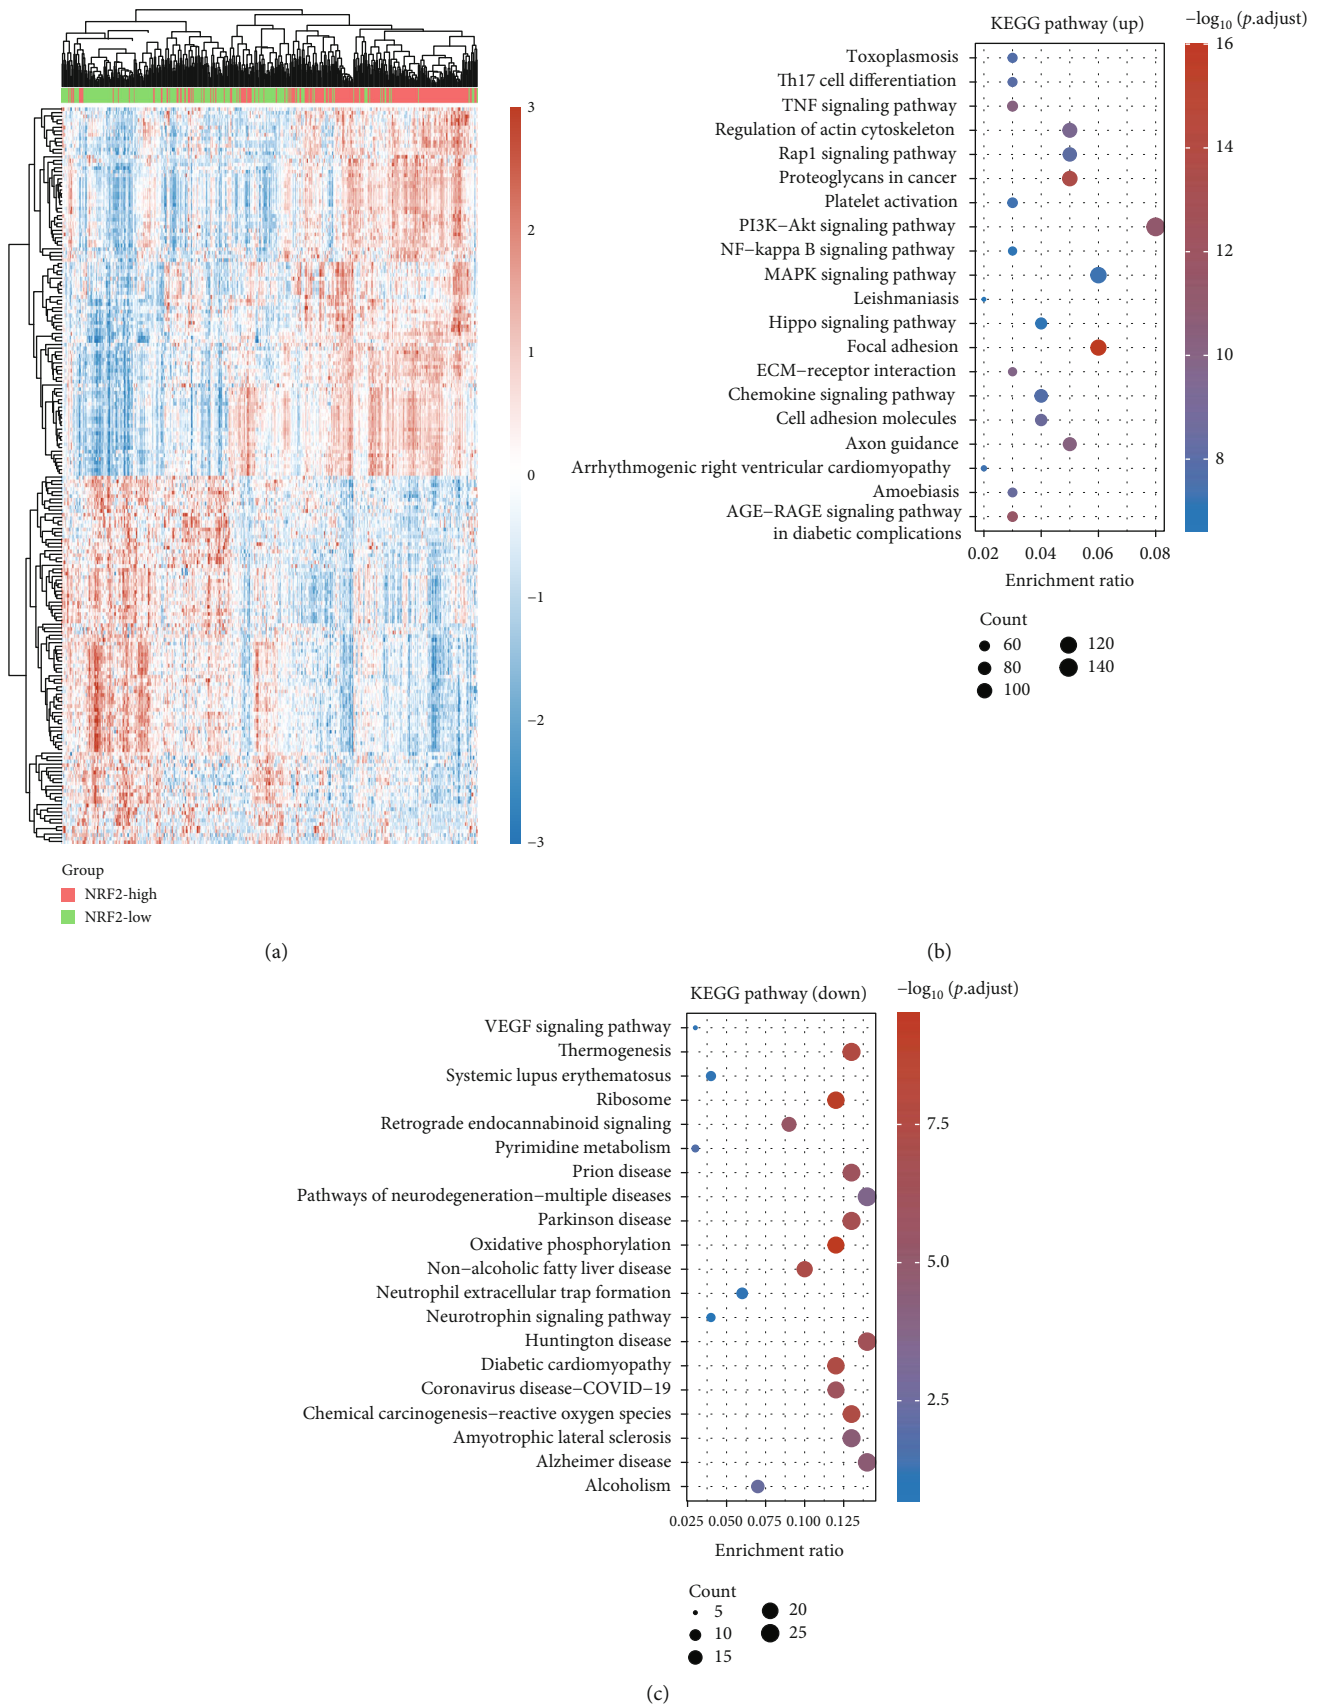 3
2
1
0
−1
−2
−3
Group
NRF2-high
NRF2-low
(a)
KEGG pathway (up)
−log10 (p.adjust)
Toxoplasmosis
Th17 cell differentiation
TNF signaling pathway
Regulation of actin cytoskeleton
Rap1 signaling pathway
Proteoglycans in cancer
Platelet activation
PI3K−Akt signaling pathway
NF−kappa B signaling pathway
MAPK signaling pathway
Leishmaniasis
Hippo signaling pathway
Focal adhesion
ECM−receptor interaction
Chemokine signaling pathway
Cell adhesion molecules
Axon guidance
Arrhythmogenic right ventricular cardiomyopathy
Amoebiasis
AGE−RAGE signaling pathway
in diabetic complications
0.02 0.04 0.06 0.08
Enrichment ratio
16
14
12
10
8
Count
60 120
80 140
100
(b)
KEGG pathway (down)
−log10 (p.adjust)
VEGF signaling pathway
Thermogenesis
Systemic lupus erythematosus
Ribosome
Retrograde endocannabinoid signaling
Pyrimidine metabolism
Prion disease
Pathways of neurodegeneration−multiple diseases
Parkinson disease
Oxidative phosphorylation
Non−alcoholic fatty liver disease
Neutrophil extracellular trap formation
Neurotrophin signaling pathway
Huntington disease
Diabetic cardiomyopathy
Coronavirus disease−COVID−19
Chemical carcinogenesis−reactive oxygen species
Amyotrophic lateral sclerosis
Alzheimer disease
Alcoholism
0.025 0.050 0.075 0.100 0.125
Enrichment ratio
7.5
5.0
2.5
Count
5 20
10 25
15
(c)